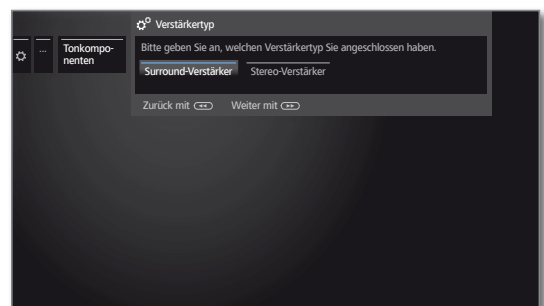 Verstärkertyp
...
Tonkompo-
nenten
Bitte geben Sie an, welchen Verstärkertyp Sie angeschlossen haben.
Surround-Verstärker Stereo-Verstärker
Zurück mit Weiter mit